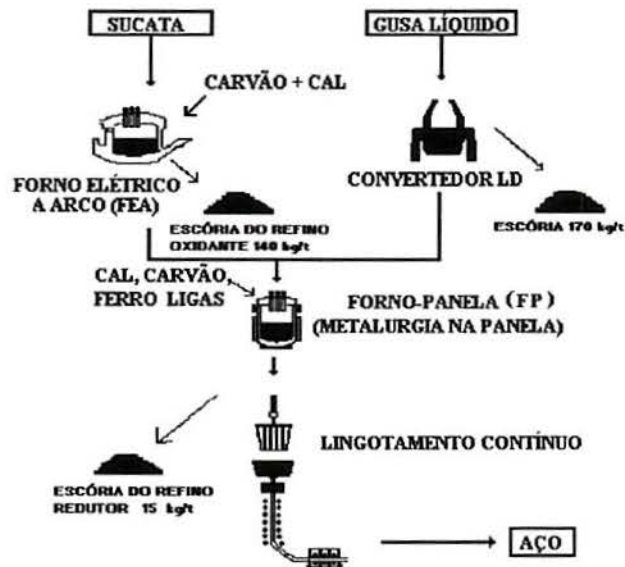 SUCATA
GUSA LÍQUIDO
CARVÃO + CAL
FORNO ELÉTRICO
A ARCO (FEA)
CONVERTEDOR LD
ESCÓRIA DO REFINO
OXIDANTE 140 kg/t
ESCÓRIA 170 kg/t
CAL, CARVÃO,
FERRO LIGAS
FORNO-PANELA (FP)
(METALURGIA NA PANELA)
LINGOTAMENTO CONTÍNUO
ESCÓRIA DO REFINO
REDUTOR 15 kg/t
AÇO